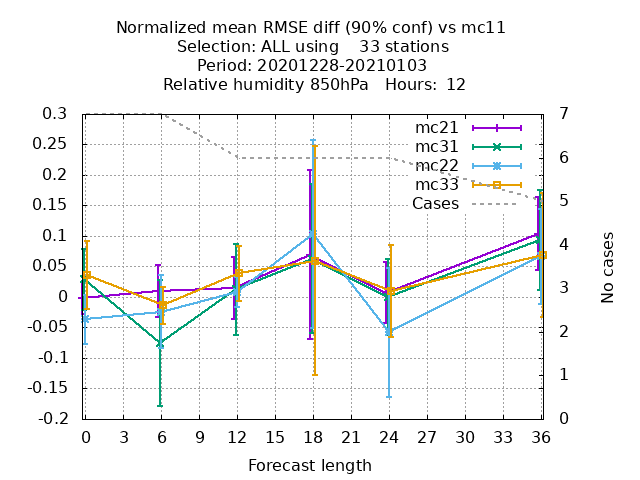 Normalized mean RMSE diff (90% conf) vs mc11
Selection: ALL using    33 stations
Period: 20201228-20210103
Relative humidity 850hPa   Hours:  12
0.3
0.25
0.2
0.15
0.1
0.05
0
-0.05
-0.1
-0.15
-0.2
7
6
5
4
3
2
1
0
mc21
mc31
mc22
mc33
Cases
No cases
0 3 6 9 12 15 18 21 24 27 30 33 36
Forecast length